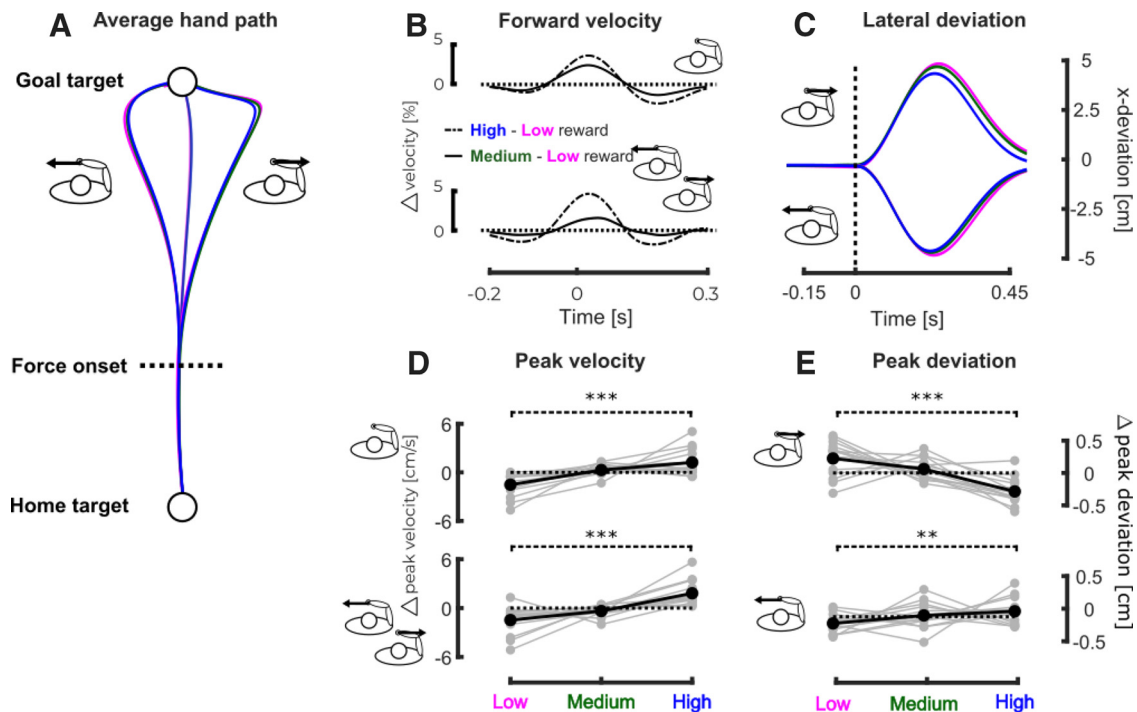 A Average hand path
Goal target
Force onset
Home target
B Forward velocity
5
0
Δ velocity [%]
High - Low reward
Medium - Low reward
5
0
-0.2 0 0.3
Time [s]
C Lateral deviation
5
2.5
0
-2.5
-5
x-deviation [cm]
-0.15 0 0.45
Time [s]
D Peak velocity
***
6
0
-6
Δ peak velocity [cm/s]
***
6
0
-6
Low Medium High
E Peak deviation
***
0.5
0
-0.5
Δ peak deviation [cm]
**
0.5
0
-0.5
Low Medium High